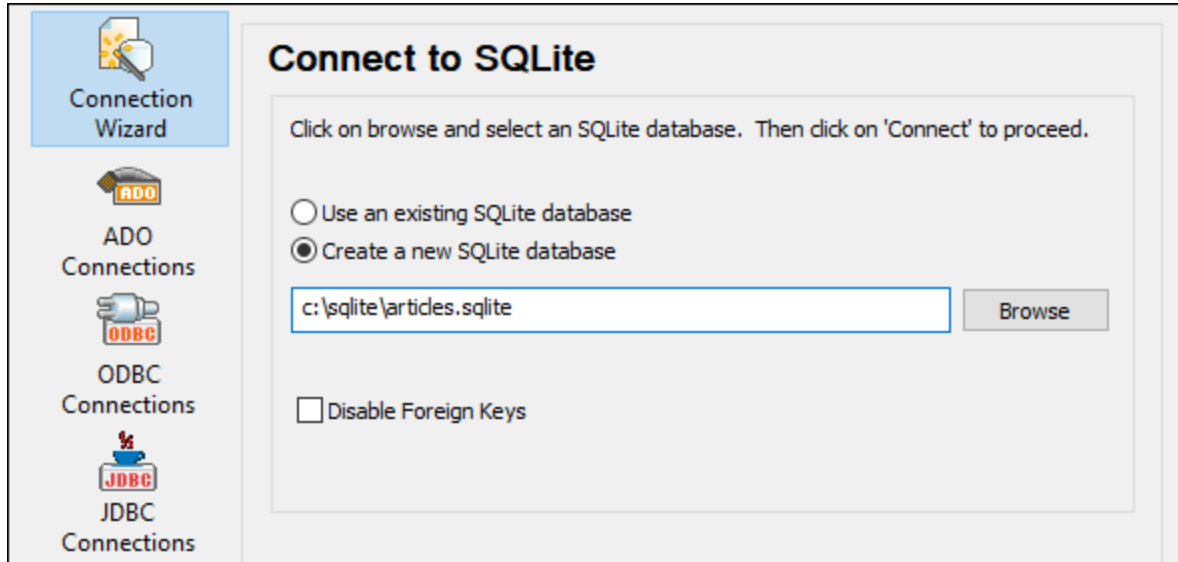 Connection
Wizard
ADO
ADO
Connections
ODBC
ODBC
Connections
JDBC
JDBC
Connections
Connect to SQLite
Click on browse and select an SQLite database.  Then click on 'Connect' to proceed.
Use an existing SQLite database
Create a new SQLite database
c:\sqlite\articles.sqlite
Browse
Disable Foreign Keys